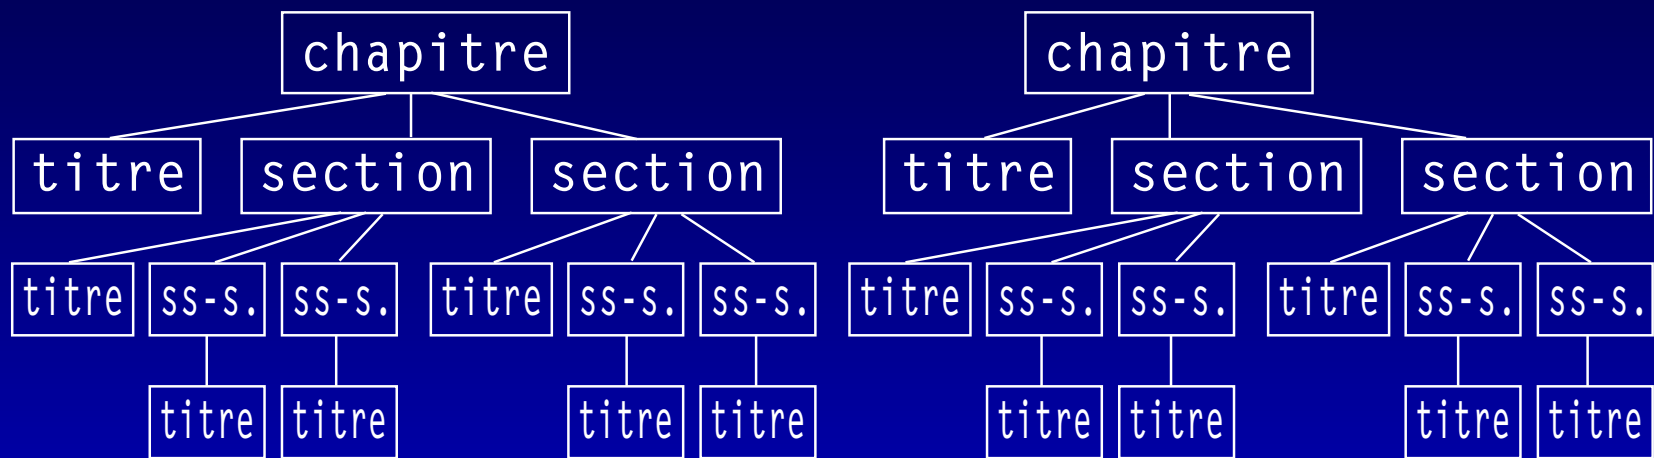 chapitre chapitre
titre section section titre section section
titre ss-s. ss-s. titre ss-s. ss-s. titre ss-s. ss-s. titre ss-s. ss-s.
titre titre titre titre titre titre titre titre